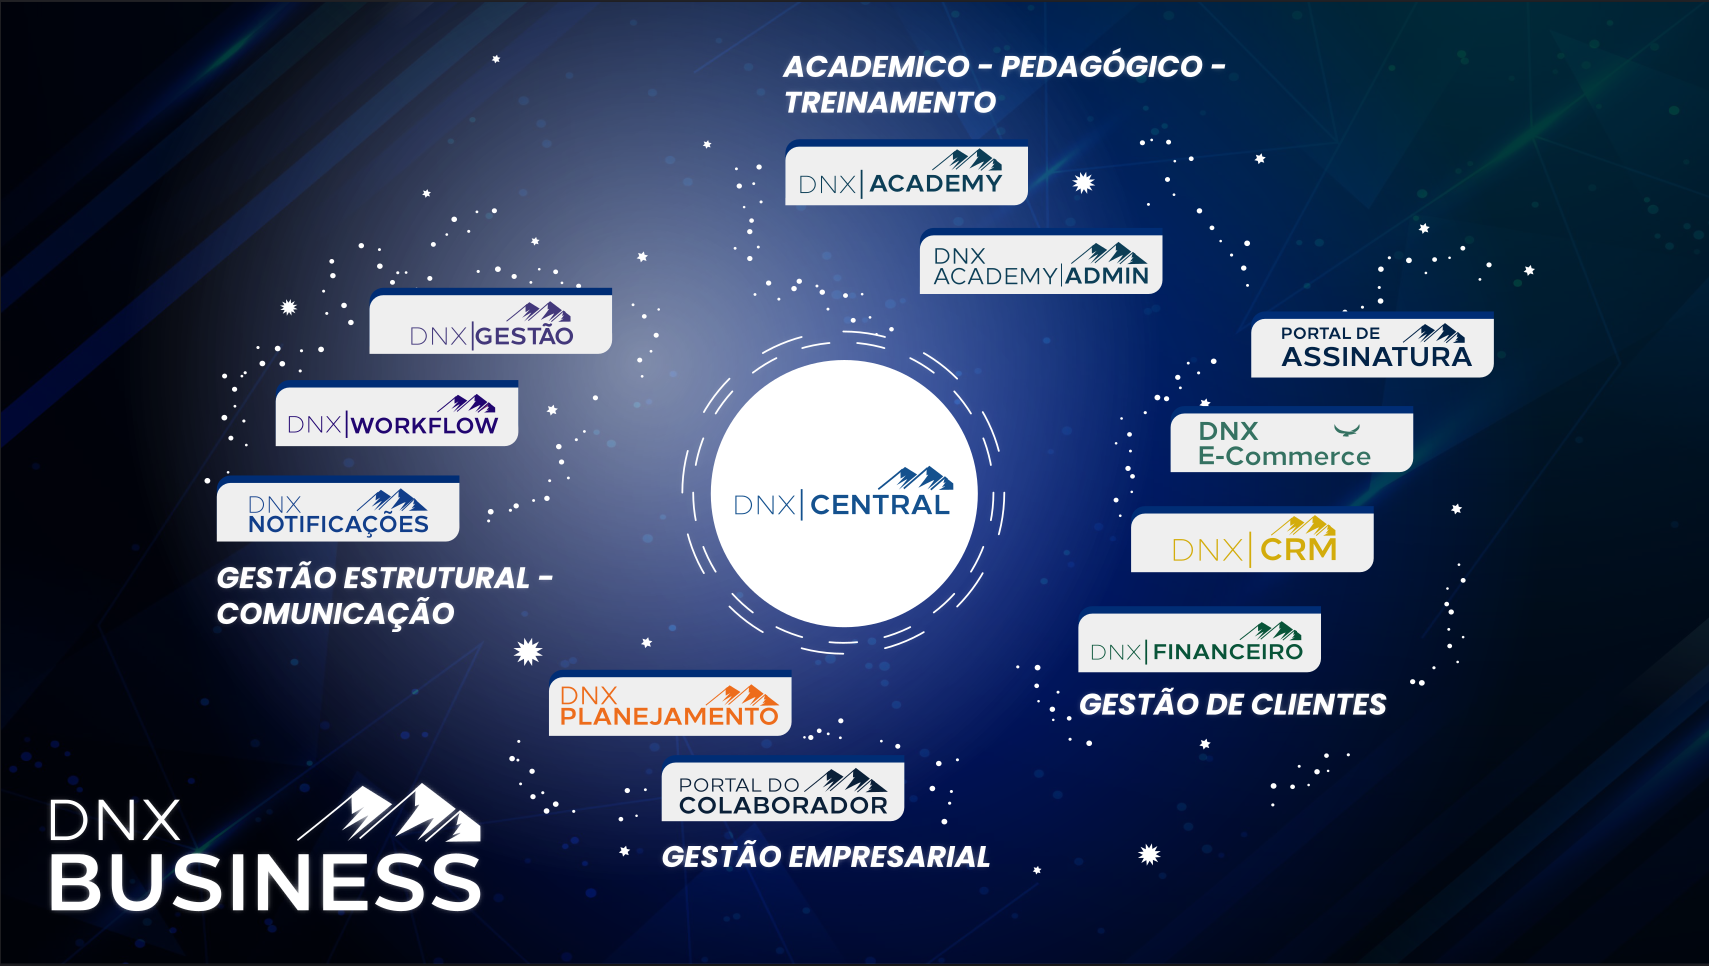 ACADEMICO - PEDAGÓGICO -
TREINAMENTO
DNX|ACADEMY
DNX
ACADEMY|ADMIN
DNX|GESTÃO
DNX|WORKFLOW
DNX
NOTIFICAÇÕES
GESTÃO ESTRUTURAL -
COMUNICAÇÃO
DNX|CENTRAL
PORTAL DE
ASSINATURA
DNX
E-Commerce
DNX|CRM
DNX|FINANCEIRO
GESTÃO DE CLIENTES
DNX
PLANEJAMENTO
PORTAL DO
COLABORADOR
GESTÃO EMPRESARIAL
DNX
BUSINESS